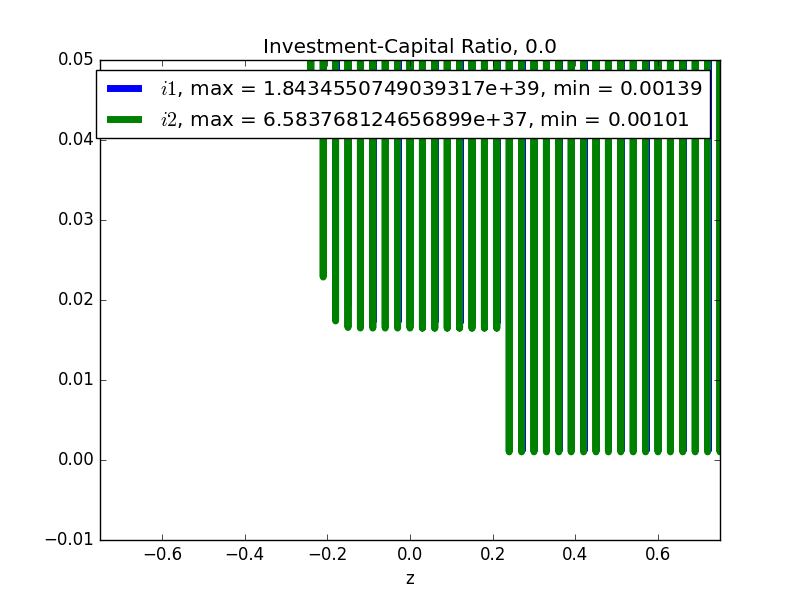 Investment-Capital Ratio, 0.0
0.05
i1, max = 1.8434550749039317e+39, min = 0.00139
i2, max = 6.583768124656899e+37, min = 0.00101
0.04
0.03
0.02
0.01
0.00
−0.01
−0.6 −0.4 −0.2 0.0 0.2 0.4 0.6
z